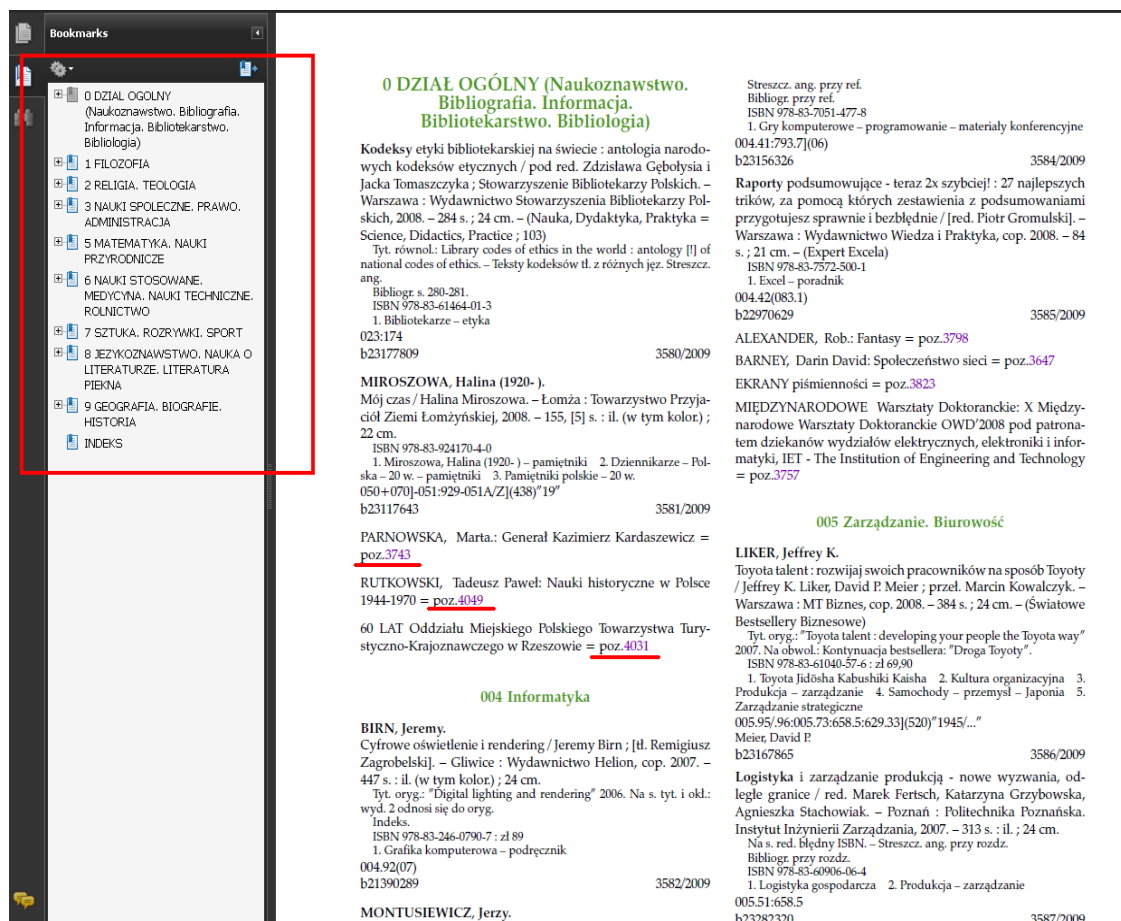 Bookmarks
0 DZIAL OGOLNY
(Naukoznawstwo. Bibliografia.
Informacja. Bibliotekarstwo.
Bibliologia)
1 FILOZOFIA
2 RELIGIA. TEOLOGIA
3 NAUKI SPOLECZNE. PRAWO.
ADMINISTRACJA
5 MATEMATYKA. NAUKI
PRZYRODNICZE
6 NAUKI STOSOWANE.
MEDYCYNA. NAUKI TECHNICZNE.
ROLNICTWO
7 SZTUKA. ROZRYWKI. SPORT
8 JEZYKOZNAWSTWO. NAUKA O
LITERATURZE. LITERATURA
PIEKNA
9 GEOGRAFIA. BIOGRAFIE.
HISTORIA
INDEKS
0 DZIAŁ OGÓLNY (Naukoznawstwo.
Bibliografia. Informacja.
Bibliotekarstwo. Bibliologia)
Kodeksy etyki bibliotekarskiej na świecie : antologia narodo-
wych kodeksów etycznych / pod red. Zdzisława Gębołysia i
Jacka Tomaszczyka ; Stowarzyszenie Bibliotekarzy Polskich. –
Warszawa : Wydawnictwo Stowarzyszenia Bibliotekarzy Pol-
skich, 2008. – 284 s. ; 24 cm. – (Nauka, Dydaktyka, Praktyka =
Science, Didactics, Practice ; 103)
Tyt. równol.: Library codes of ethics in the world : antology [!] of
national codes of ethics. – Teksty kodeksów tł. z różnych jęz. Streszcz.
ang.
Bibliogr. s. 280-281.
ISBN 978-83-61464-01-3
1. Bibliotekarze – etyka
023:174
b23177809 3580/2009
MIROSZOWA, Halina (1920- ).
Mój czas / Halina Miroszowa. – Łomża : Towarzystwo Przyja-
ciół Ziemi Łomżyńskiej, 2008. – 155, [5] s. : il. (w tym kolor.) ;
22 cm.
ISBN 978-83-924170-4-0
1. Miroszowa, Halina (1920- ) – pamiętniki 2. Dziennikarze – Pol-
ska – 20 w. – pamiętniki 3. Pamiętniki polskie – 20 w.
050+070]-051:929-051A/Z](438)"19"
b23117643 3581/2009
PARNOWSKA, Marta.: Generał Kazimierz Kardaszewicz =
poz.3743
RUTKOWSKI, Tadeusz Paweł: Nauki historyczne w Polsce
1944-1970 = poz.4049
60 LAT Oddziału Miejskiego Polskiego Towarzystwa Tury-
styczno-Krajoznawczego w Rzeszowie = poz.4031
004 Informatyka
BIRN, Jeremy.
Cyfrowe oświetlenie i rendering / Jeremy Birn ; [tł. Remigiusz
Zagrobelski]. – Gliwice : Wydawnictwo Helion, cop. 2007. –
447 s. : il. (w tym kolor.) ; 24 cm.
Tyt. oryg.: "Digital lighting and rendering" 2006. Na s. tyt. i okł.:
wyd. 2 odnosi się do oryg.
Indeks.
ISBN 978-83-246-0790-7 : zł 89
1. Grafika komputerowa – podręcznik
004.92(07)
b21390289 3582/2009
MONTUSIEWICZ, Jerzy.
Streszcz. ang. przy ref.
Bibliogr. przy ref.
ISBN 978-83-7051-477-8
1. Gry komputerowe – programowanie – materiały konferencyjne
004.41:793.7](06)
b23156326 3584/2009
Raporty podsumowujące - teraz 2x szybciej! : 27 najlepszych
trików, za pomocą których zestawienia z podsumowaniami
przygotujesz sprawnie i bezbłędnie / [red. Piotr Gromulski]. –
Warszawa : Wydawnictwo Wiedza i Praktyka, cop. 2008. – 84
s. ; 21 cm. – (Expert Excela)
ISBN 978-83-7572-500-1
1. Excel – poradnik
004.42(083.1)
b22970629 3585/2009
ALEXANDER, Rob.: Fantasy = poz.3798
BARNEY, Darin David: Społeczeństwo sieci = poz.3647
EKRANY piśmienności = poz.3823
MIĘDZYNARODOWE Warsztaty Doktoranckie: X Między-
narodowe Warsztaty Doktoranckie OWD'2008 pod patrona-
tem dziekanów wydziałów elektrycznych, elektroniki i infor-
matyki, IET - The Institution of Engineering and Technology
= poz.3757
005 Zarządzanie. Biurowość
LIKER, Jeffrey K.
Toyota talent : rozwijaj swoich pracowników na sposób Toyoty
/ Jeffrey K. Liker, David P. Meier ; przeł. Marcin Kowalczyk. –
Warszawa : MT Biznes, cop. 2008. – 384 s. ; 24 cm. – (Światowe
Bestsellery Biznesowe)
Tyt. oryg.: "Toyota talent : developing your people the Toyota way"
2007. Na obwol.: Kontynuacja bestsellera: "Droga Toyoty".
ISBN 978-83-61040-57-6 : zł 69,90
1. Toyota Jidōsha Kabushiki Kaisha 2. Kultura organizacyjna 3.
Produkcja – zarządzanie 4. Samochody – przemysł – Japonia 5.
Zarządzanie strategiczne
005.95/.96:005.73:658.5:629.33](520)"1945/..."
Meier, David P.
b23167865 3586/2009
Logistyka i zarządzanie produkcją - nowe wyzwania, od-
ległe granice / red. Marek Fertsch, Katarzyna Grzybowska,
Agnieszka Stachowiak. – Poznań : Politechnika Poznańska.
Instytut Inżynierii Zarządzania, 2007. – 313 s. : il. ; 24 cm.
Na s. red. błędny ISBN. – Streszcz. ang. przy rozdz.
Bibliogr. przy rozdz.
ISBN 978-83-60906-06-4
1. Logistyka gospodarcza 2. Produkcja – zarządzanie
005.51:658.5
b23282320 3587/2009